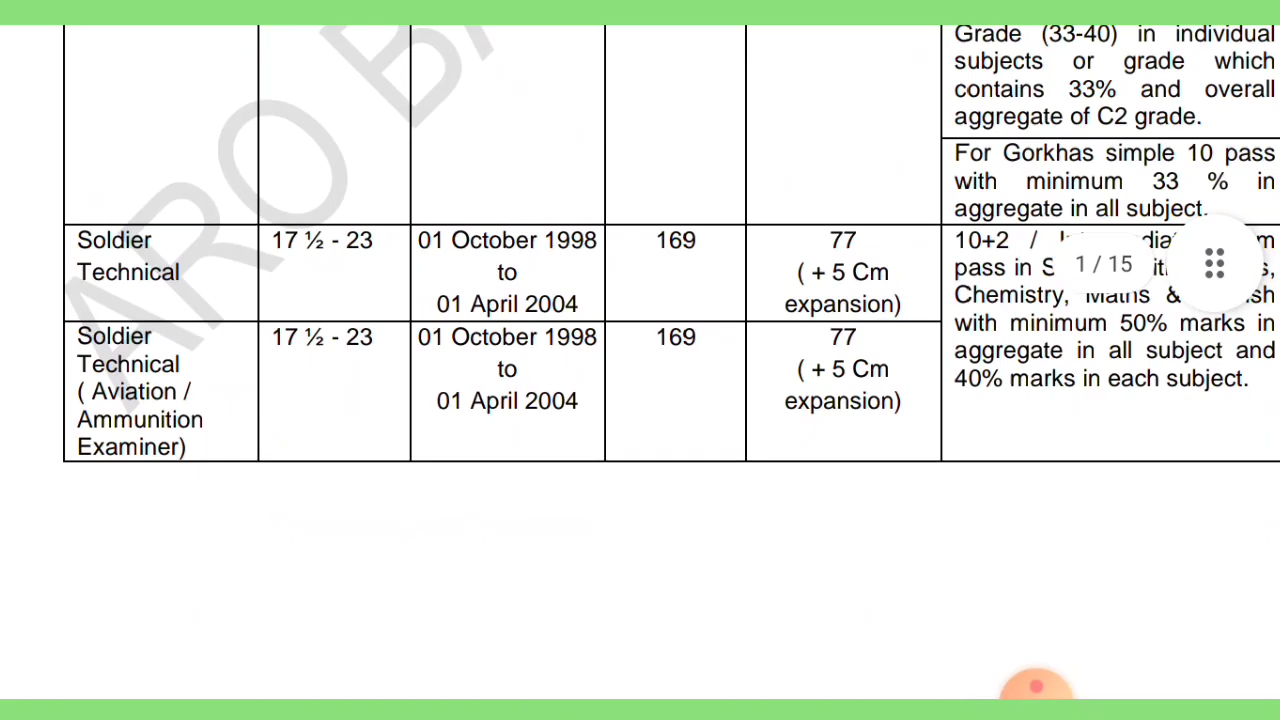 Grade (33-40) in individual
subjects or grade which
contains 33% and overall
aggregate of C2 grade.
For Gorkhas simple 10 pass
with minimum 33 % in
aggregate in all subject.
Soldier
Technical
17 ½ - 23
01 October 1998
to
01 April 2004
169
77
( + 5 Cm
expansion)
10+2 /
pass in
Chemistry, Maths &
with minimum 50% marks in
aggregate in all subject and
40% marks in each subject.
1 / 15
Soldier
Technical
( Aviation /
Ammunition
Examiner)
17 ½ - 23
01 October 1998
to
01 April 2004
169
77
( + 5 Cm
expansion)
ARO BA